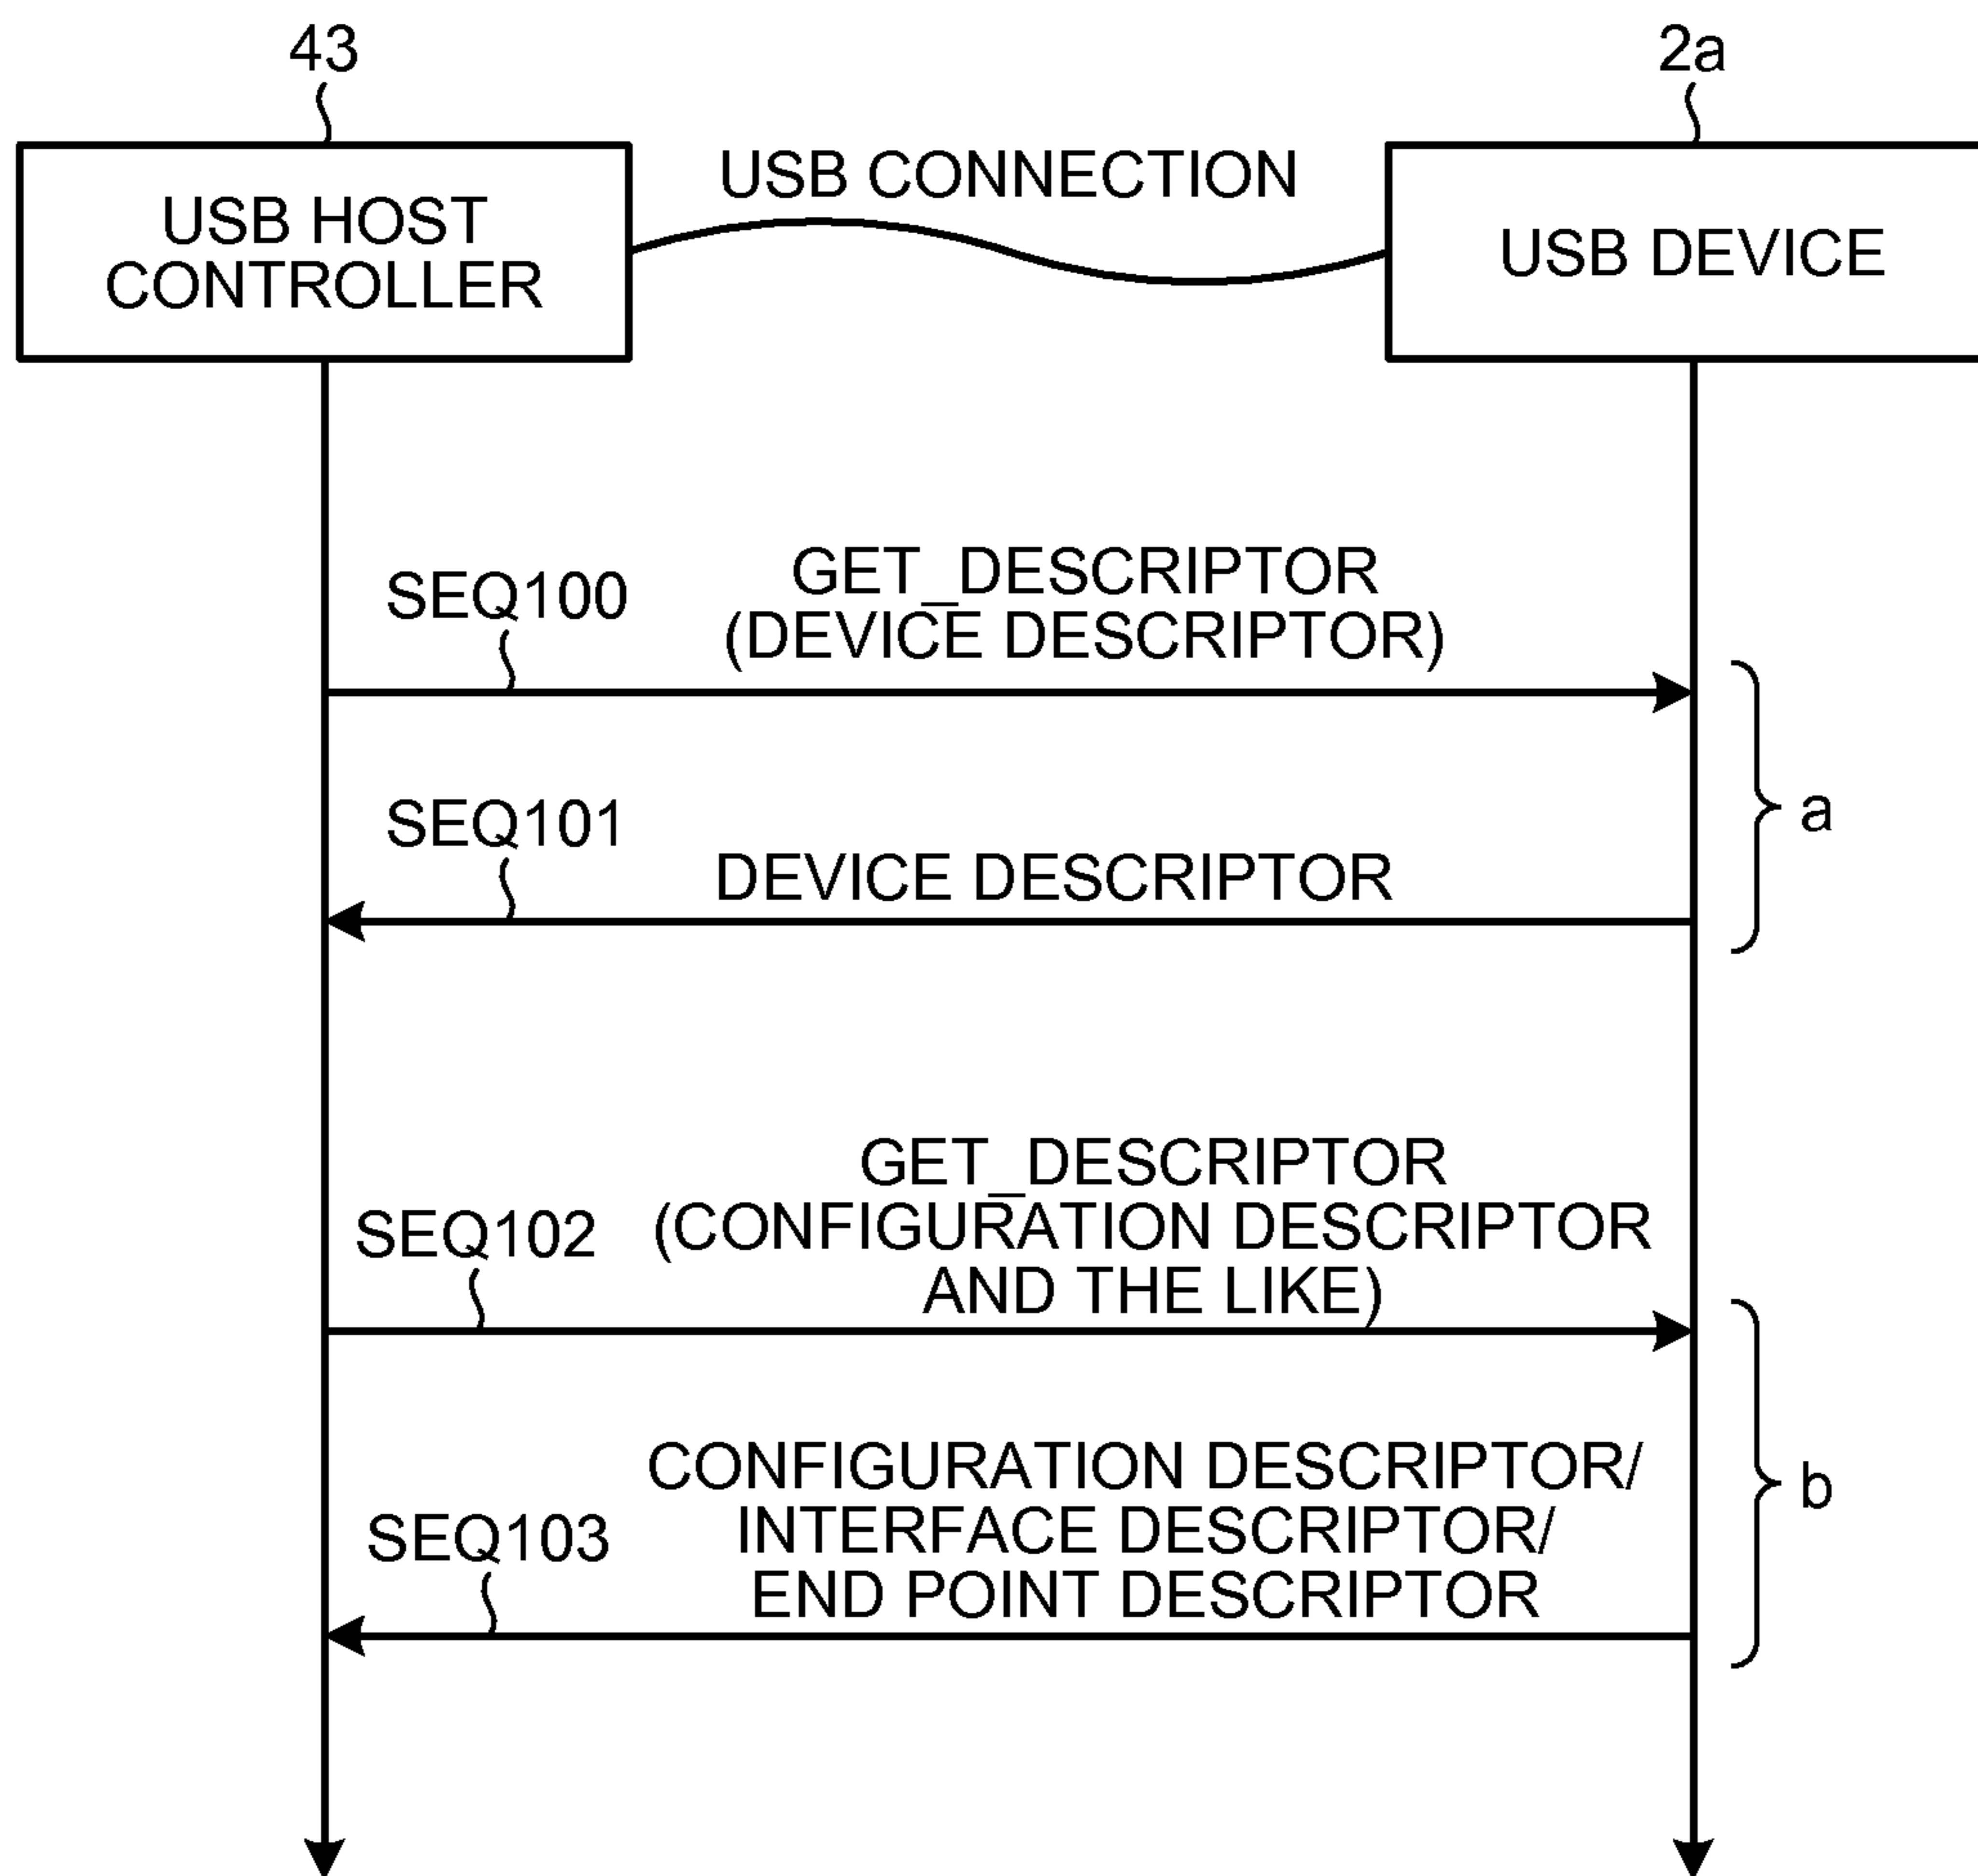 43
2a
USB HOST
CONTROLLER
USB CONNECTION
USB DEVICE
SEQ100
GET_DESCRIPTOR
(DEVICE DESCRIPTOR)
a
SEQ101
DEVICE DESCRIPTOR
SEQ102
GET_DESCRIPTOR
(CONFIGURATION DESCRIPTOR
AND THE LIKE)
b
SEQ103
CONFIGURATION DESCRIPTOR/
INTERFACE DESCRIPTOR/
END POINT DESCRIPTOR